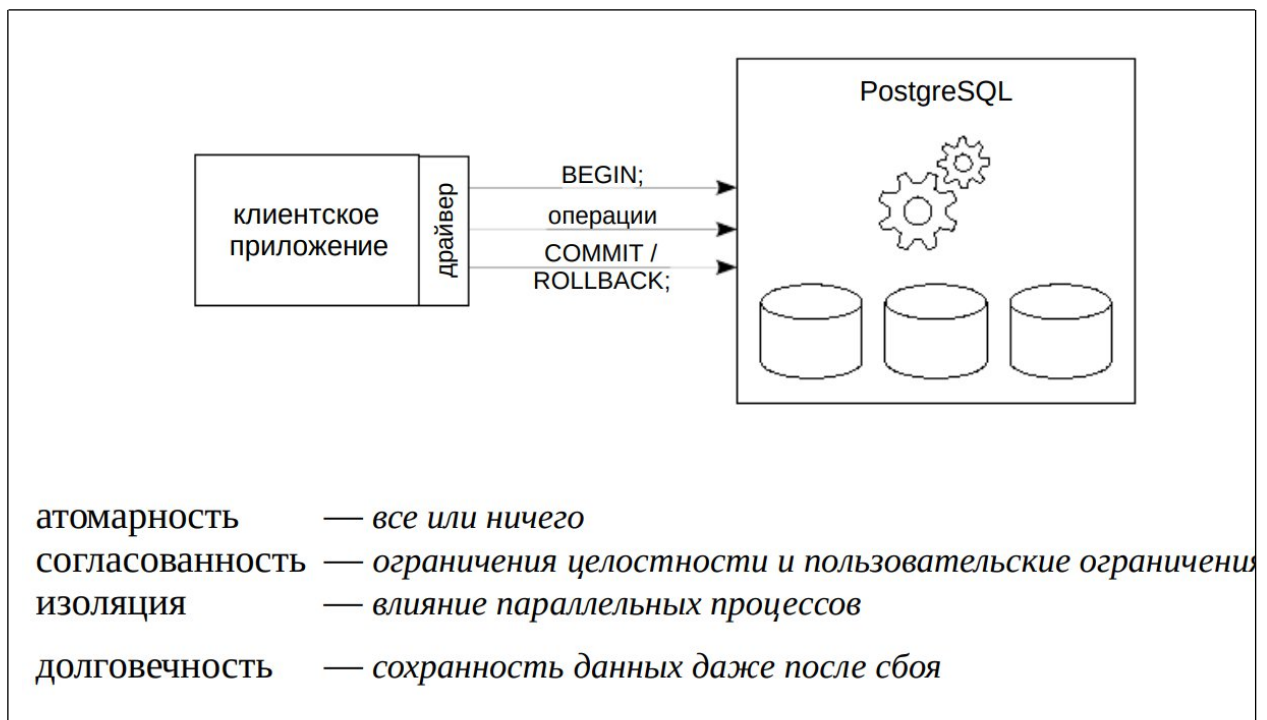 PostgreSQL
клиентское
приложение
драйвер
BEGIN;
операции
COMMIT /
ROLLBACK;
атомарность — все или ничего
согласованность — ограничения целостности и пользовательские ограничения
изоляция — влияние параллельных процессов
долговечность — сохранность данных даже после сбоя